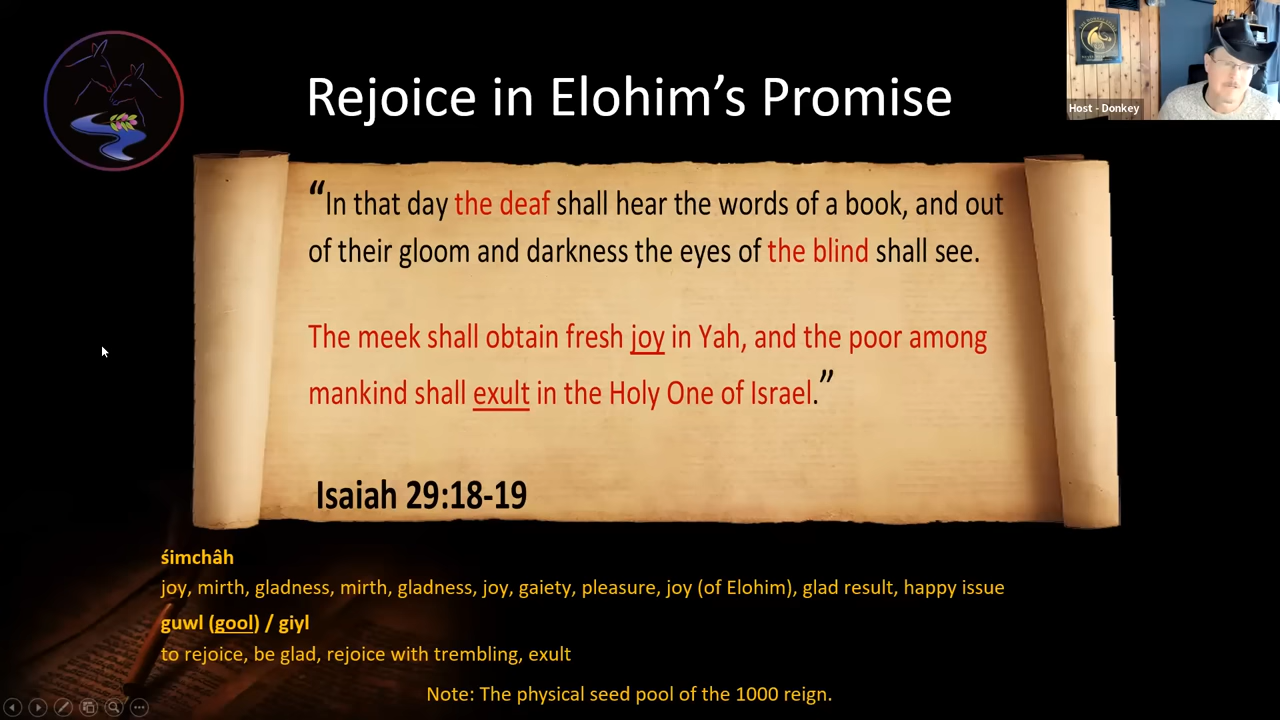 Rejoice in Elohim’s Promise
Host - Donkey
“In that day the deaf shall hear the words of a book, and out
of their gloom and darkness the eyes of the blind shall see.
The meek shall obtain fresh joy in Yah, and the poor among
mankind shall exult in the Holy One of Israel.”
Isaiah 29:18-19
śimchâh
joy, mirth, gladness, mirth, gladness, joy, gaiety, pleasure, joy (of Elohim), glad result, happy issue
guwl (gool) / giyl
to rejoice, be glad, rejoice with trembling, exult
Note: The physical seed pool of the 1000 reign.